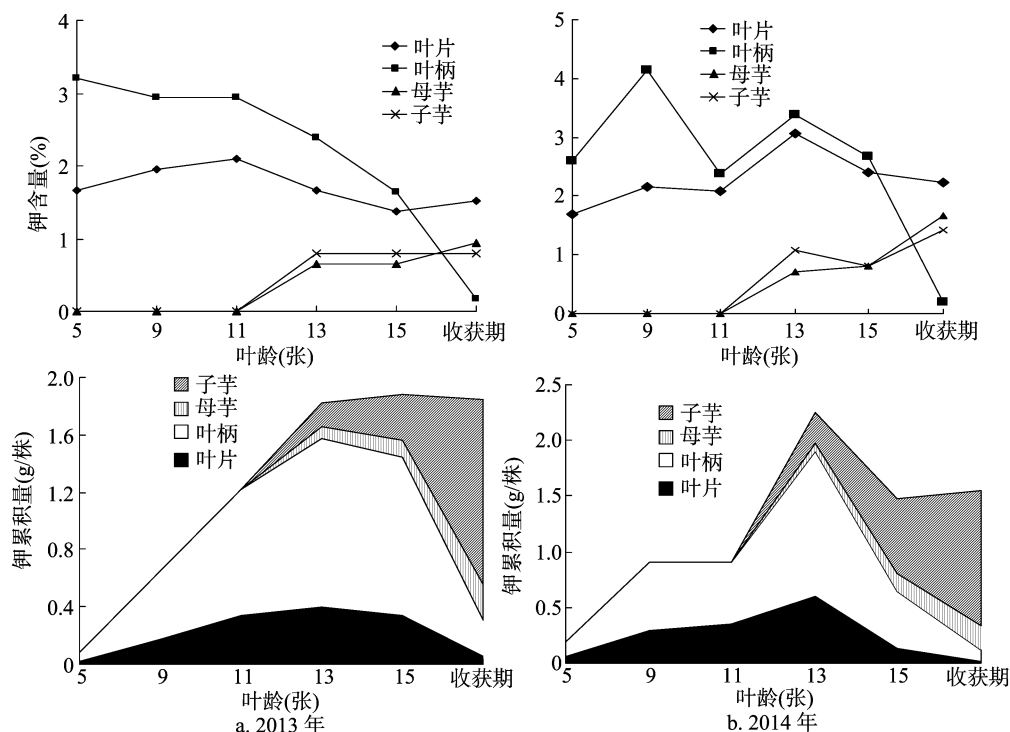 4
3
2
1
0
钾含量(%)
叶片
叶柄
母芋
子芋
5 9 11 13 15 收获期
叶龄(张)
5
4
3
2
1
0
叶片
叶柄
母芋
子芋
5 9 11 13 15 收获期
叶龄(张)
2.0
1.6
1.2
0.8
0.4
0
钾累积量(g/株)
子芋
母芋
叶柄
叶片
5 9 11 13 15 收获期
叶龄(张)
a. 2013 年
2.5
2.0
1.5
1.0
0.5
0
钾累积量(g/株)
子芋
母芋
叶柄
叶片
5 9 11 13 15 收获期
叶龄(张)
b. 2014 年